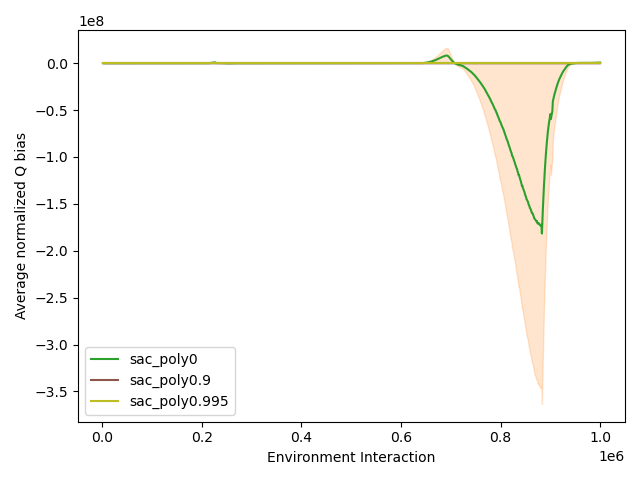 1e8
0.0
−0.5
−1.0
−1.5
−2.0
−2.5
−3.0
−3.5
Average normalized Q bias
sac_poly0
sac_poly0.9
sac_poly0.995
0.0 0.2 0.4 0.6 0.8 1.0
Environment Interaction
1e6